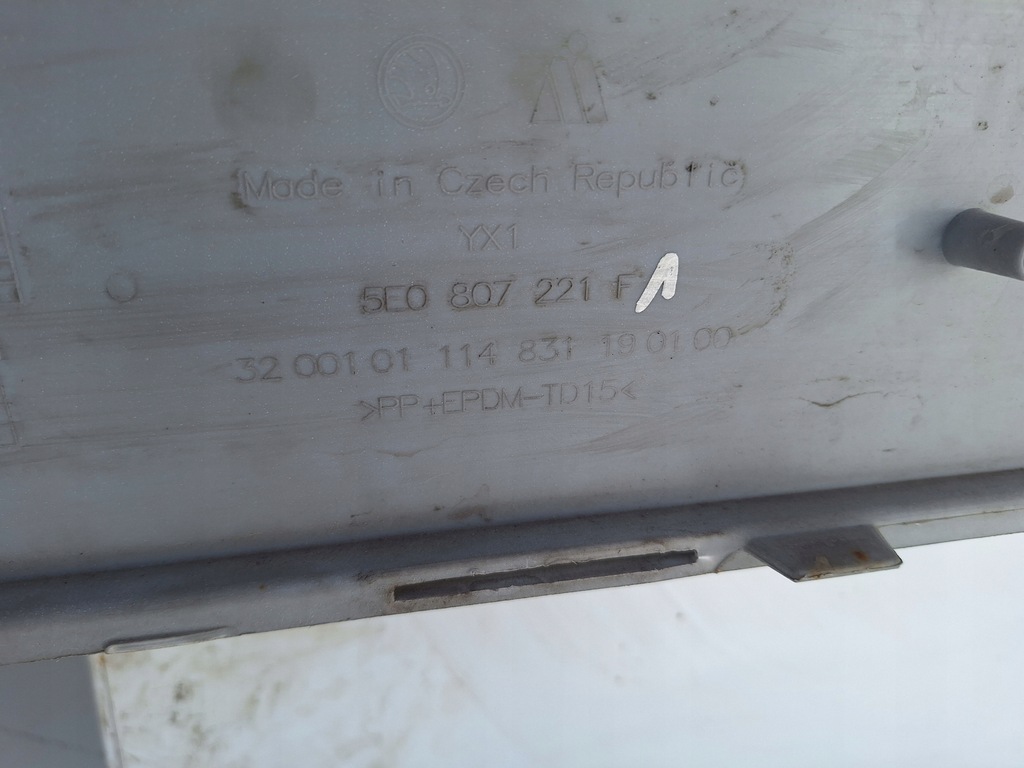 Made in Czech Republic
YX1
5E0 807 221 F
32 001 01 114 831 19 01 00
>PP+EPDM-TD15<